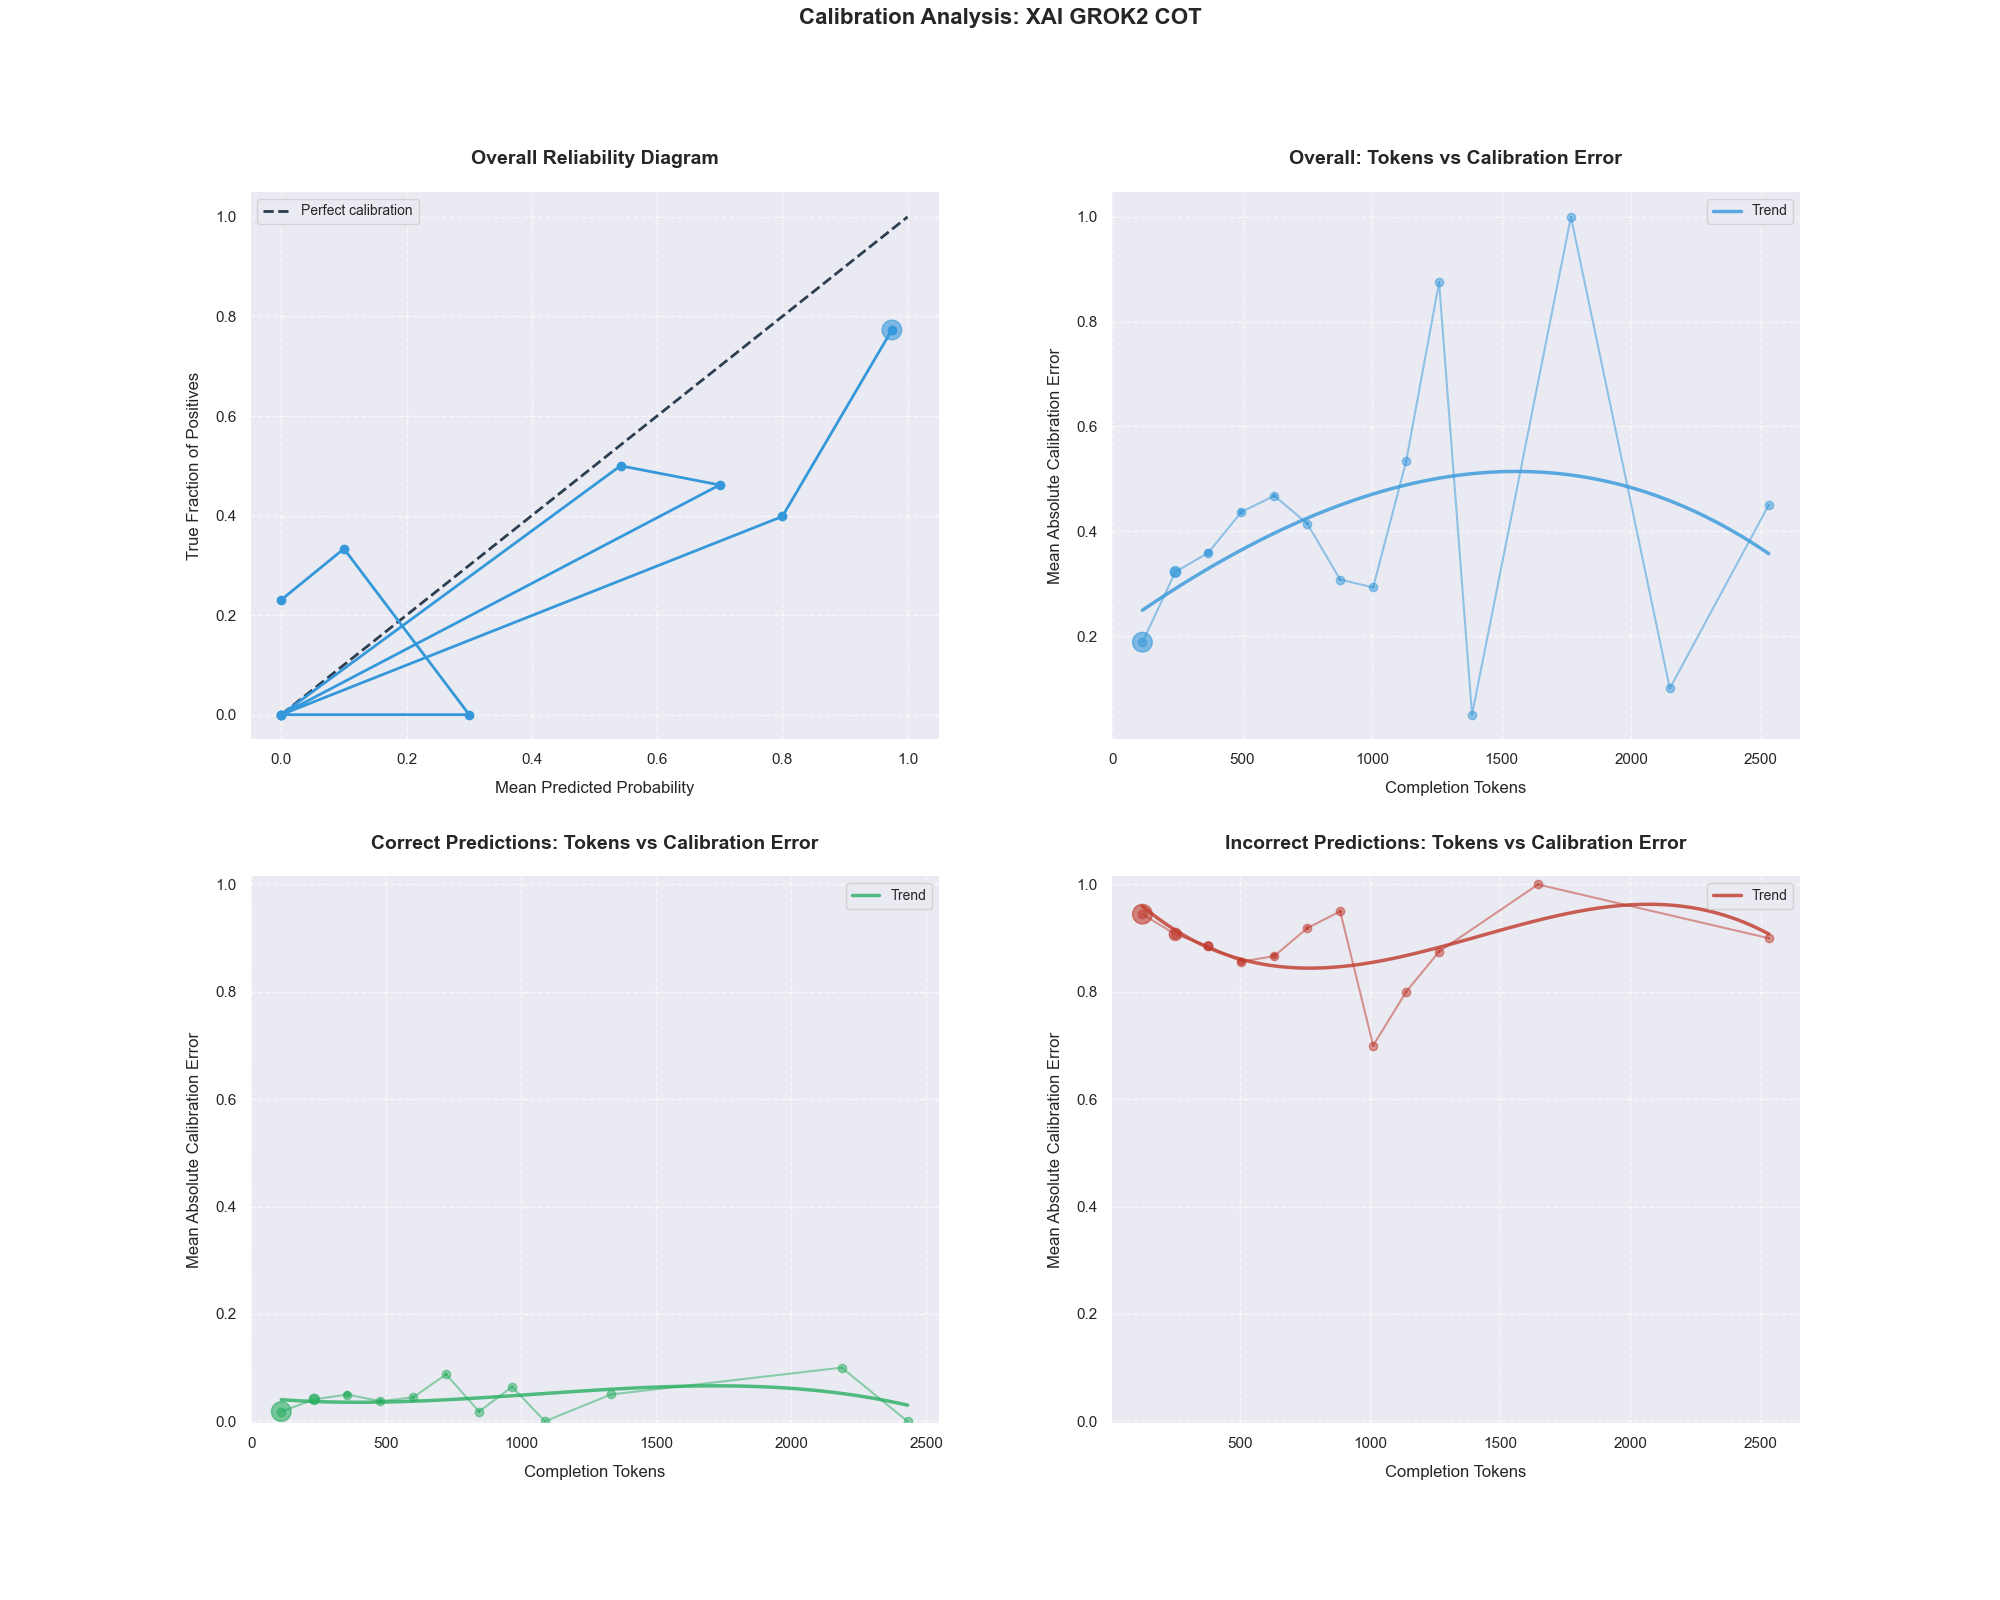 Calibration Analysis: XAI GROK2 COT
Overall Reliability Diagram
Perfect calibration
1.0
0.8
0.6
0.4
0.2
0.0
True Fraction of Positives
0.0 0.2 0.4 0.6 0.8 1.0
Mean Predicted Probability
Overall: Tokens vs Calibration Error
Trend
1.0
0.8
0.6
0.4
0.2
Mean Absolute Calibration Error
0 500 1000 1500 2000 2500
Completion Tokens
Correct Predictions: Tokens vs Calibration Error
Trend
1.0
0.8
0.6
0.4
0.2
0.0
Mean Absolute Calibration Error
0 500 1000 1500 2000 2500
Completion Tokens
Incorrect Predictions: Tokens vs Calibration Error
Trend
1.0
0.8
0.6
0.4
0.2
0.0
Mean Absolute Calibration Error
500 1000 1500 2000 2500
Completion Tokens